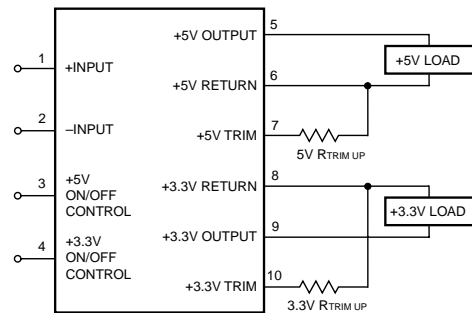 1
+INPUT
2
–INPUT
3
+5V
ON/OFF
CONTROL
4
+3.3V
ON/OFF
CONTROL
+5V OUTPUT
5
+5V LOAD
+5V RETURN
6
+5V TRIM
7
5V RTRIM UP
+3.3V RETURN
8
+3.3V LOAD
+3.3V OUTPUT
9
+3.3V TRIM
10
3.3V RTRIM UP